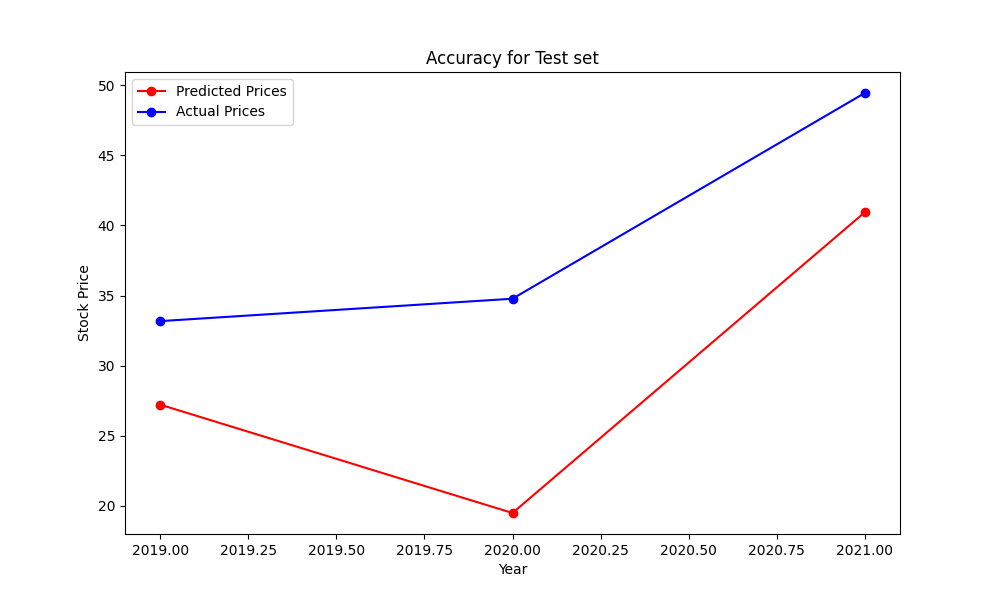 Accuracy for Test set
Predicted Prices
Actual Prices
Stock Price
50
45
40
35
30
25
20
2019.00 2019.25 2019.50 2019.75 2020.00 2020.25 2020.50 2020.75 2021.00
Year